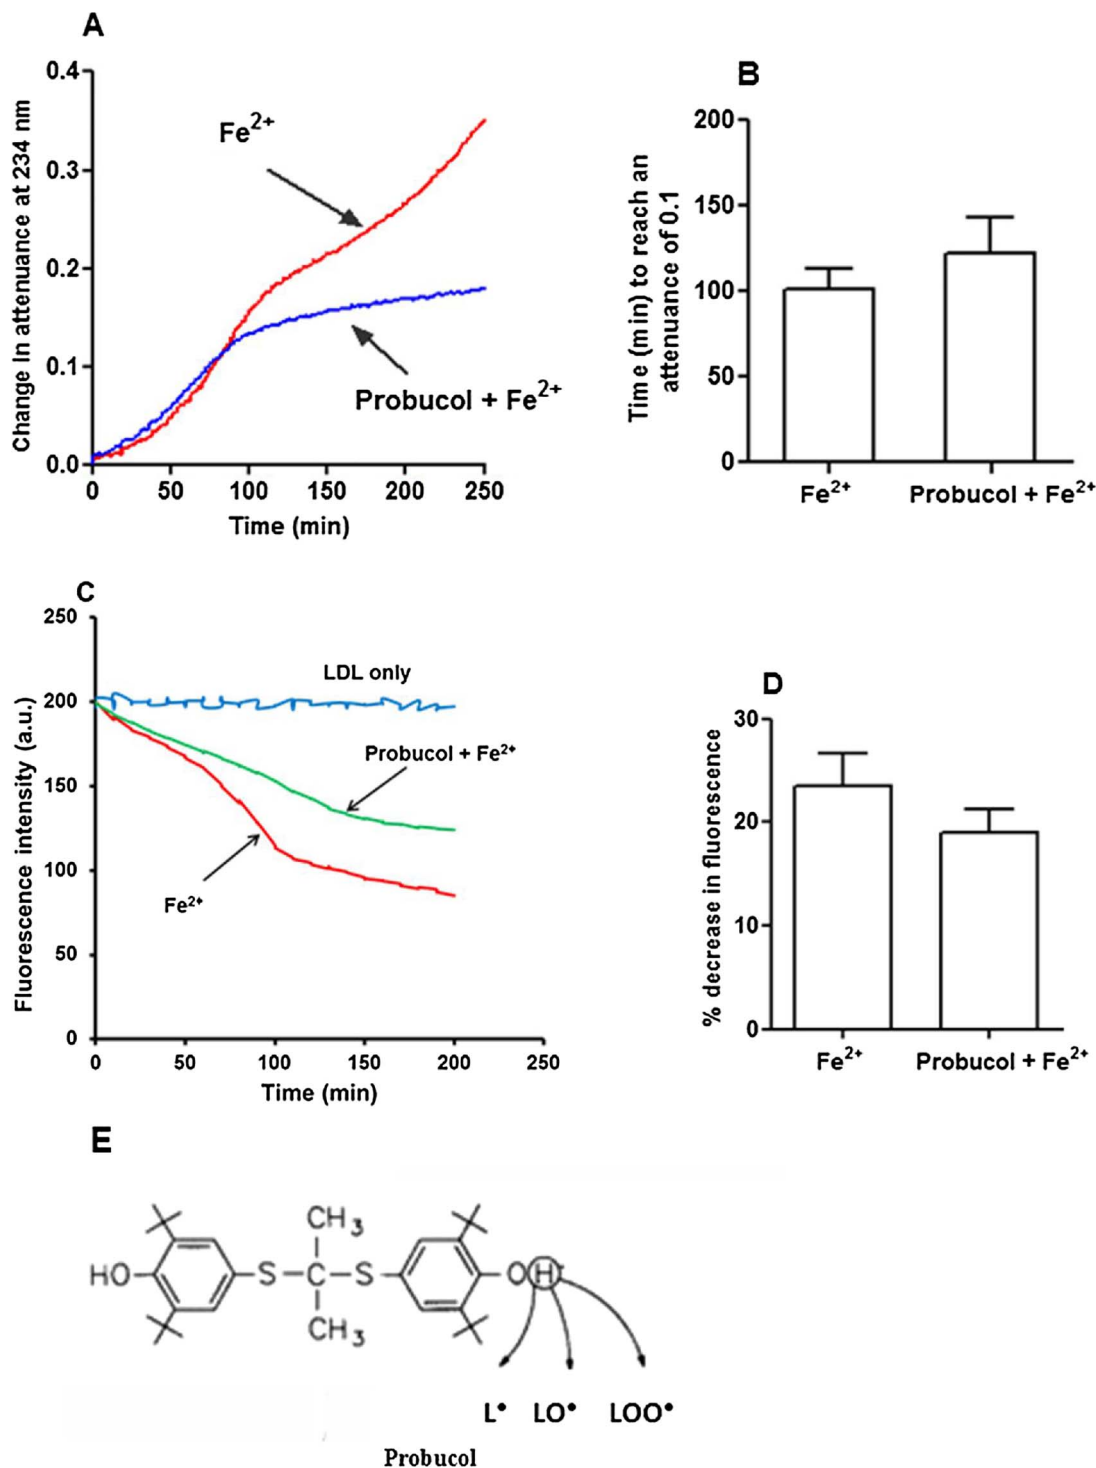 A
0.4
0.3
0.2
0.1
0.0
Change in attenuance at 234 nm
Fe²⁺
Probucol + Fe²⁺
0 50 100 150 200 250
Time (min)
B
200
150
100
50
0
Time (min) to reach an
attenuance of 0.1
Fe²⁺ Probucol + Fe²⁺
C
250
200
150
100
50
0
Fluorescence intensity (a.u.)
LDL only
Probucol + Fe²⁺
Fe²⁺
0 50 100 150 200 250
Time (min)
D
30
20
10
0
% decrease in fluorescence
Fe²⁺ Probucol + Fe²⁺
E
CH₃
HO S C S OH
CH₃
L• LO• LOO•
Probucol